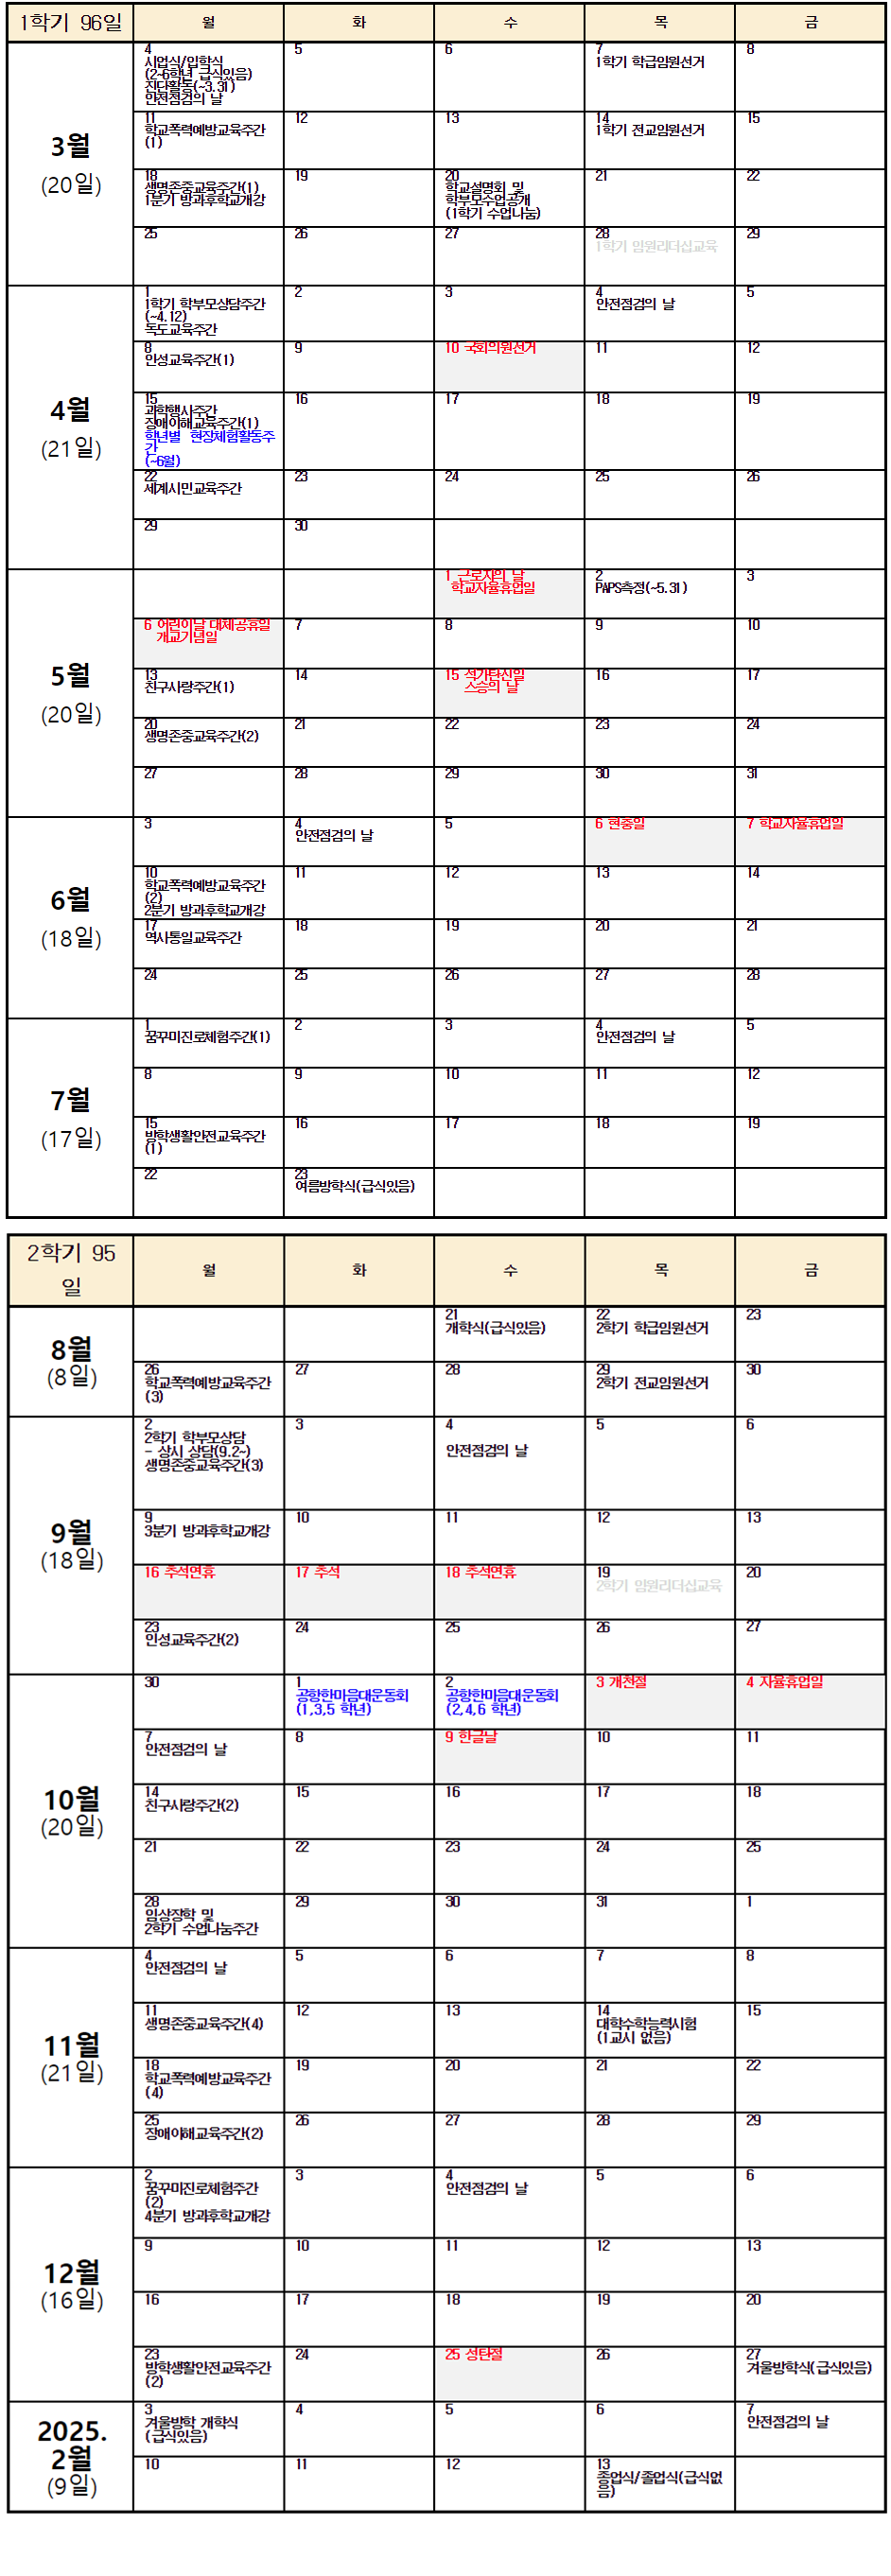 1학기 96일 월 화 수 목 금
3월
(20일)
4 5 6 7 8
시업식/입학식
(2~6학년 급식있음)
진단활동(~3.31)
안전점검의 날
1학기 학급임원선거
11 12 13 14 15
학교폭력예방교육주간
(1)
1학기 전교임원선거
18 19 20 21 22
생명존중교육주간(1)
1분기 방과후학교개강
학교설명회 및
학부모수업공개
(1학기 수업나눔)
25 26 27 28 29
1학기 임원리더십교육
4월
(21일)
1 2 3 4 5
1학기 학부모상담주간
(~4.12)
독도교육주간
안전점검의 날
8 9 10 국회의원선거 11 12
인성교육주간(1)
15 16 17 18 19
과학행사주간
장애이해교육주간(1)
학년별 현장체험활동주
간
(~6월)
22 23 24 25 26
세계시민교육주간
29 30
5월
(20일)
1 근로자의 날 2 3
학교자율휴업일
PAPS측정(~5.31)
6 어린이날 대체공휴일 7 8 9 10
개교기념일
13 14 15 석가탄신일 16 17
친구사랑주간(1)
스승의 날
20 21 22 23 24
생명존중교육주간(2)
27 28 29 30 31
6월
(18일)
3 4 5 6 현충일 7 학교자율휴업일
안전점검의 날
10 11 12 13 14
학교폭력예방교육주간
(2)
2분기 방과후학교개강
17 18 19 20 21
역사통일교육주간
24 25 26 27 28
7월
(17일)
1 2 3 4 5
꿈꾸미진로체험주간(1)
안전점검의 날
8 9 10 11 12
15 16 17 18 19
방학생활안전교육주간
(1)
22 23
여름방학식(급식있음)
2학기 95
일
월 화 수 목 금
8월
(8일)
21 22 23
개학식(급식있음)
2학기 학급임원선거
26 27 28 29 30
학교폭력예방교육주간
(3)
2학기 전교임원선거
9월
(18일)
2 3 4 5 6
2학기 학부모상담
- 상시 상담(9.2~)
생명존중교육주간(3)
안전점검의 날
9 10 11 12 13
3분기 방과후학교개강
16 추석연휴 17 추석 18 추석연휴 19 20
2학기 임원리더십교육
23 24 25 26 27
인성교육주간(2)
10월
(20일)
30 1 2 3 개천절 4 자율휴업일
공항한마음대운동회
(1,3,5 학년)
공항한마음대운동회
(2,4,6 학년)
7 8 9 한글날 10 11
안전점검의 날
14 15 16 17 18
친구사랑주간(2)
21 22 23 24 25
28 29 30 31 1
임상장학 및
2학기 수업나눔주간
11월
(21일)
4 5 6 7 8
안전점검의 날
11 12 13 14 15
생명존중교육주간(4)
대학수학능력시험
(1교시 없음)
18 19 20 21 22
학교폭력예방교육주간
(4)
25 26 27 28 29
장애이해교육주간(2)
12월
(16일)
2 3 4 5 6
꿈꾸미진로체험주간
(2)
4분기 방과후학교개강
안전점검의 날
9 10 11 12 13
16 17 18 19 20
23 24 25 성탄절 26 27
방학생활안전교육주간
(2)
겨울방학식(급식있음)
2025.
2월
(9일)
3 4 5 6 7
겨울방학 개학식
(급식있음)
안전점검의 날
10 11 12 13
종업식/졸업식(급식없
음)